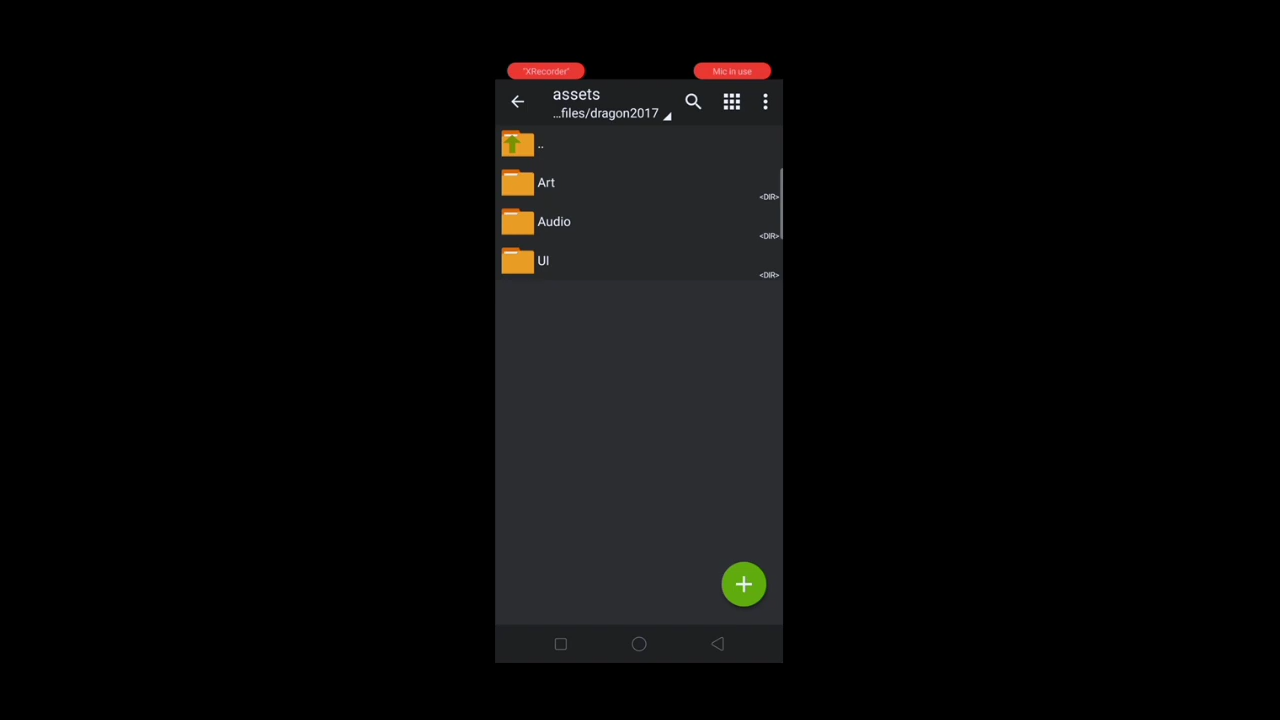 "XRecorder"
Mic in use
assets
...files/dragon2017
..
Art
<DIR>
Audio
<DIR>
UI
<DIR>